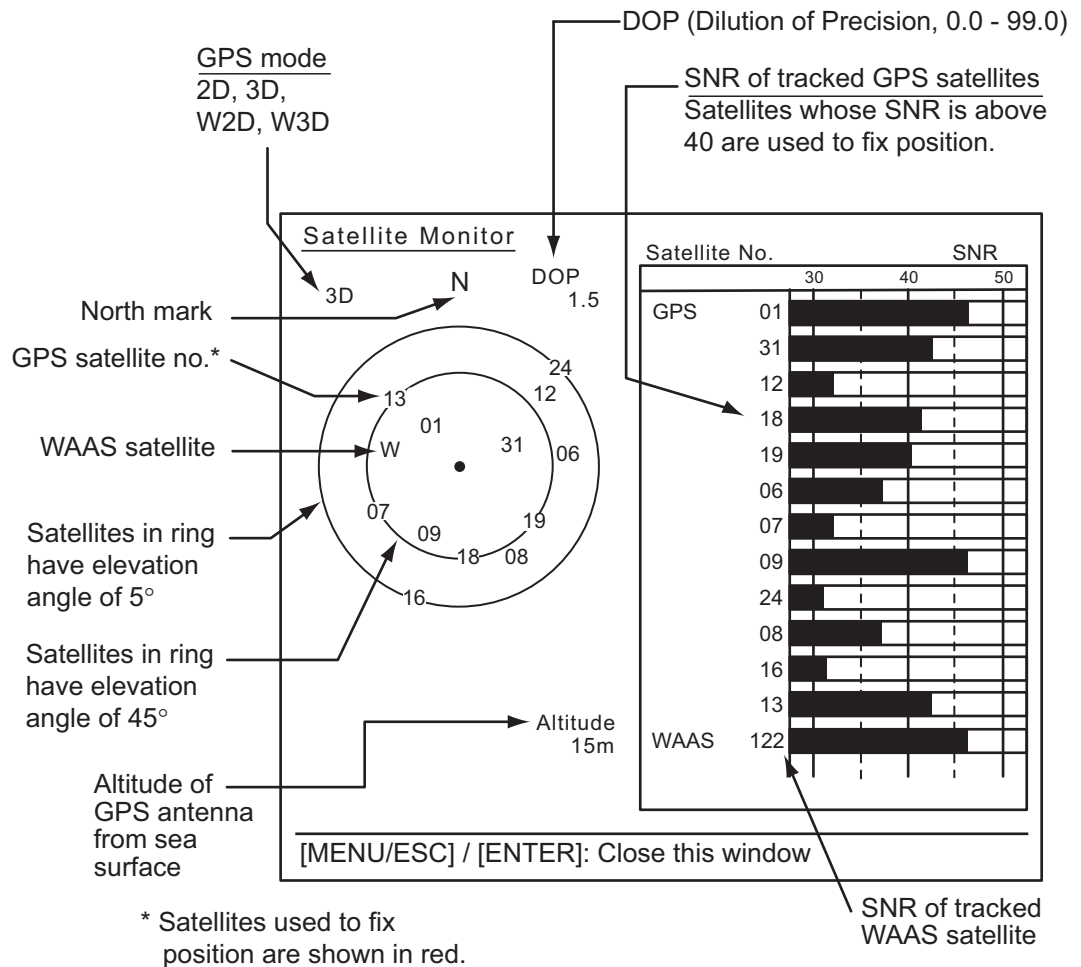 DOP (Dilution of Precision, 0.0 - 99.0)
GPS mode
2D, 3D,
W2D, W3D
SNR of tracked GPS satellites
Satellites whose SNR is above
40 are used to fix position.
Satellite Monitor
3D
N
DOP
1.5
North mark
GPS satellite no.*
WAAS satellite
Satellites in ring
have elevation
angle of 5°
Satellites in ring
have elevation
angle of 45°
Altitude of
GPS antenna
from sea
surface
24
13
12
01
W
31
06
07
19
09
18
08
16
Altitude
15m
Satellite No. SNR
30 40 50
GPS 01
31
12
18
19
06
07
09
24
08
16
13
WAAS 122
[MENU/ESC] / [ENTER]: Close this window
SNR of tracked
WAAS satellite
* Satellites used to fix
position are shown in red.